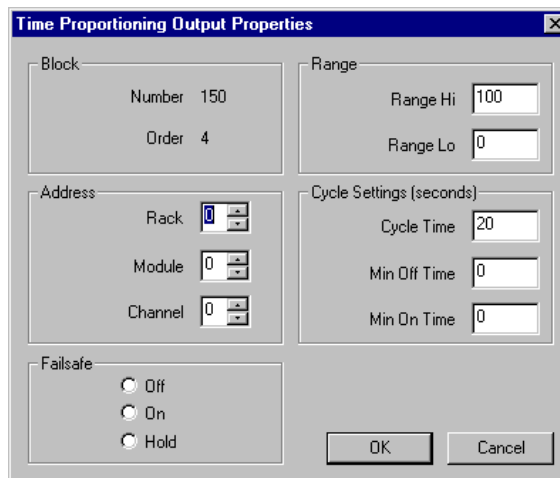 Time Proportioning Output Properties
Block
Number 150
Order 4
Range
Range Hi 100
Range Lo 0
Address
Rack 0
Module 0
Channel 0
Cycle Settings (seconds)
Cycle Time 20
Min Off Time 0
Min On Time 0
Failsafe
Off
On
Hold
OK
Cancel